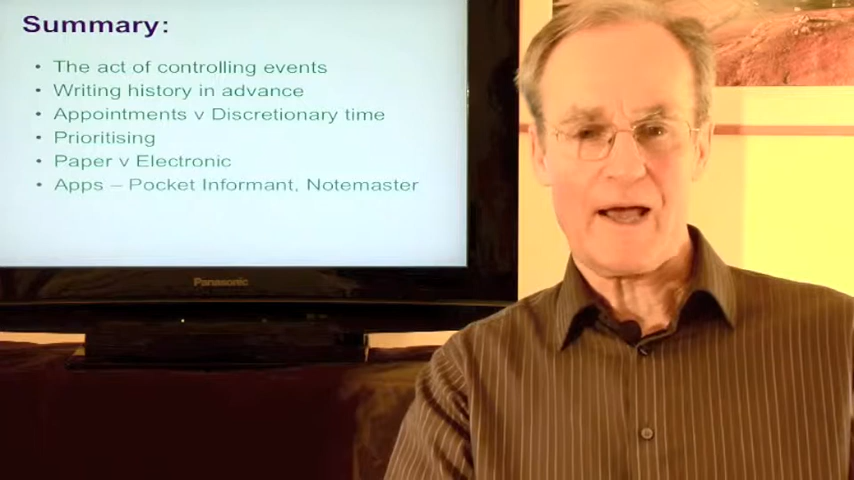 Summary:
• The act of controlling events
• Writing history in advance
• Appointments v Discretionary time
• Prioritising
• Paper v Electronic
• Apps – Pocket Informant, Notemaster
Panasonic